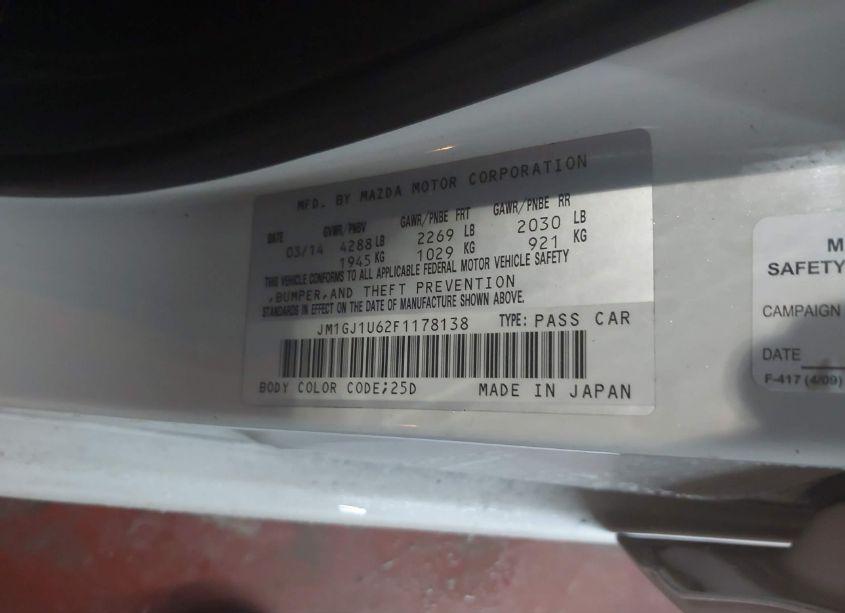 MFD. BY MAZDA MOTOR CORPORATION
DATE GVWR/PNBV GAWR/PNBE FRT GAWR/PNBE RR
03/14 4288 LB 2269 LB 2030 LB
1945 KG 1029 KG 921 KG
THIS VEHICLE CONFORMS TO ALL APPLICABLE FEDERAL MOTOR VEHICLE SAFETY
,BUMPER,AND THEFT PREVENTION
STANDARDS IN EFFECT ON THE DATE OF MANUFACTURE SHOWN ABOVE.
JM1GJ1U62F1178138 TYPE: PASS CAR
BODY COLOR CODE;25D MADE IN JAPAN
M
SAFETY
CAMPAIGN
DATE
F-417 (4/09)